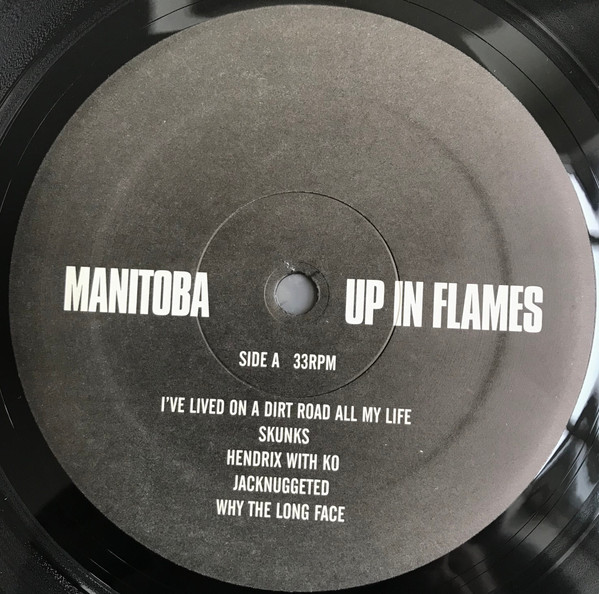 MANITOBA UP IN FLAMES
SIDE A 33RPM
I'VE LIVED ON A DIRT ROAD ALL MY LIFE
SKUNKS
HENDRIX WITH KO
JACKNUGGETED
WHY THE LONG FACE